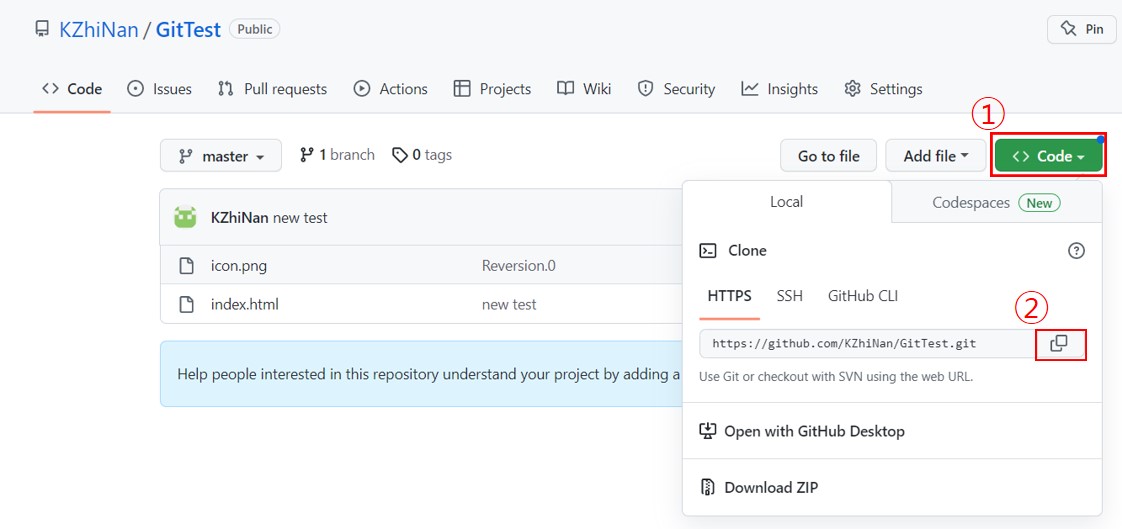 KZhiNan / GitTest Public
Pin
Code Issues Pull requests Actions Projects Wiki Security Insights Settings
①
master 1 branch 0 tags Go to file Add file Code
KZhiNan new test
icon.png Reversion.0
index.html new test
Help people interested in this repository understand your project by adding a
Local Codespaces New
Clone
HTTPS SSH GitHub CLI
②
https://github.com/KZhiNan/GitTest.git
Use Git or checkout with SVN using the web URL.
Open with GitHub Desktop
Download ZIP